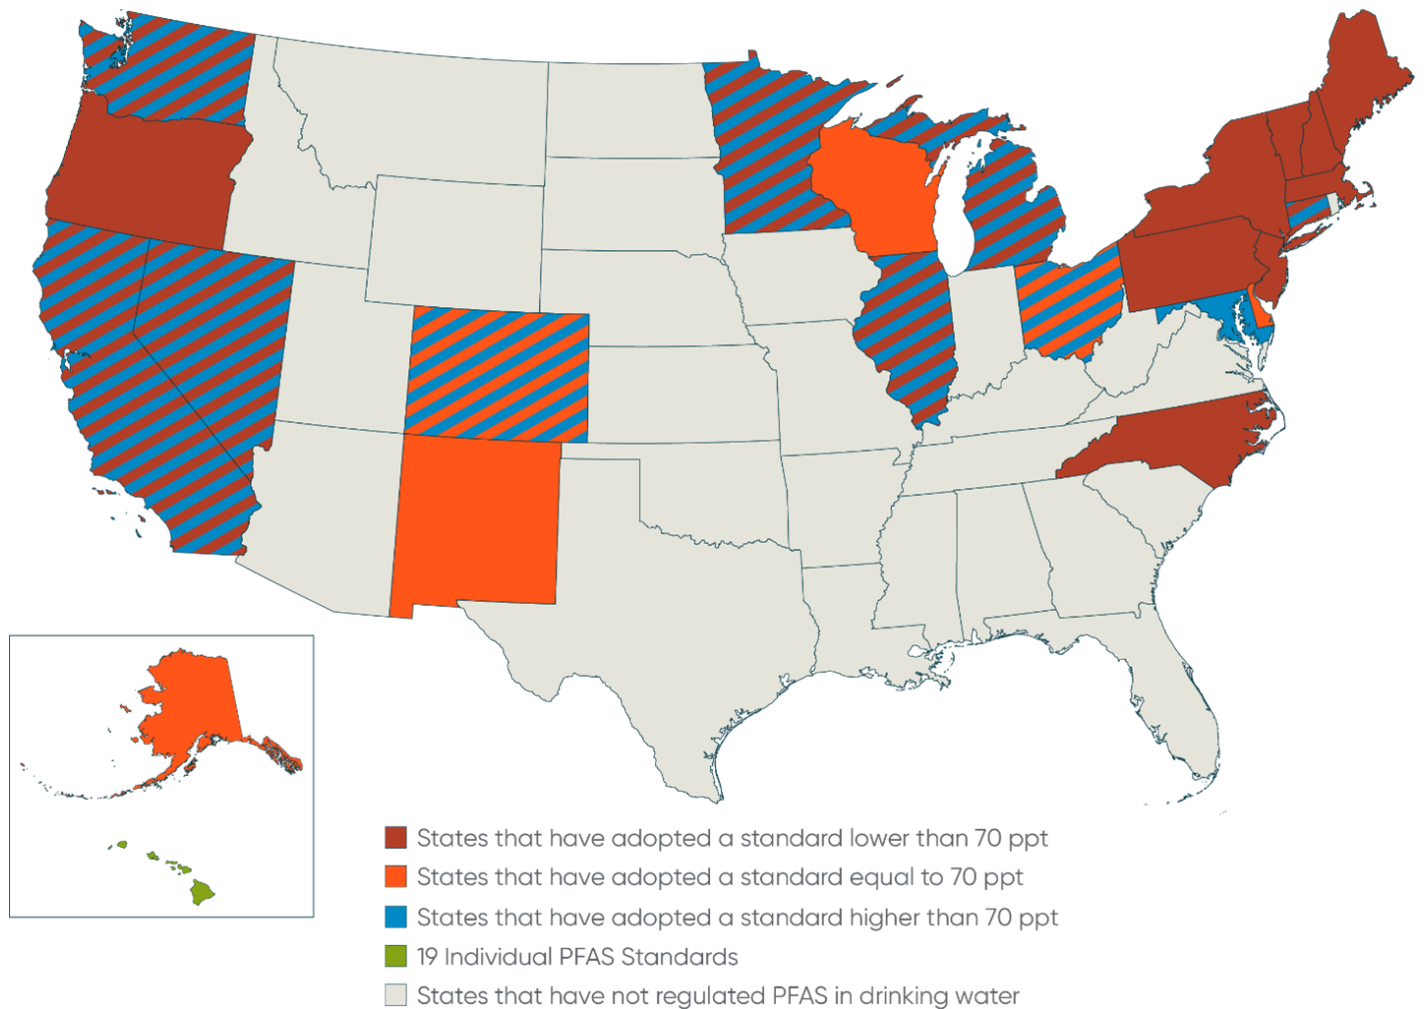 States that have adopted a standard lower than 70 ppt
States that have adopted a standard equal to 70 ppt
States that have adopted a standard higher than 70 ppt
19 Individual PFAS Standards
States that have not regulated PFAS in drinking water